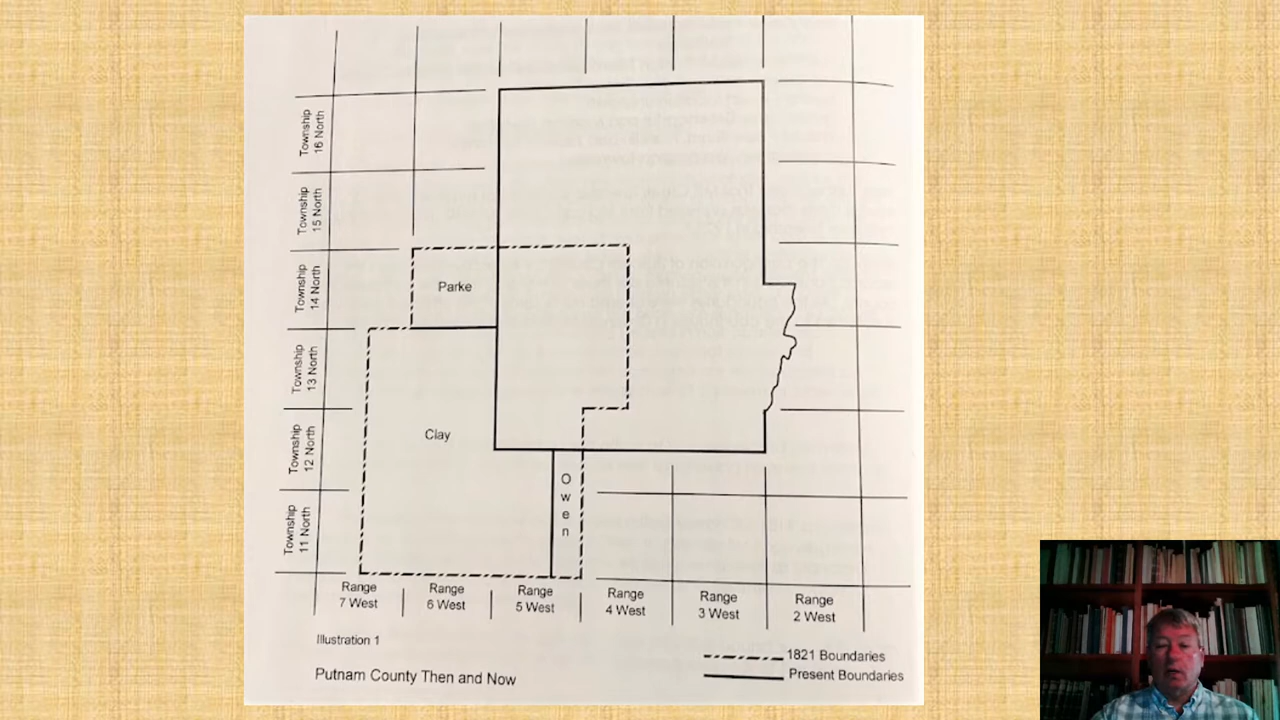 Township
16 North
Township
15 North
Township
14 North
Township
13 North
Township
12 North
Township
11 North
Parke
Clay
O
w
e
n
Range
7 West
Range
6 West
Range
5 West
Range
4 West
Range
3 West
Range
2 West
Illustration 1
Putnam County Then and Now
1821 Boundaries
Present Boundaries